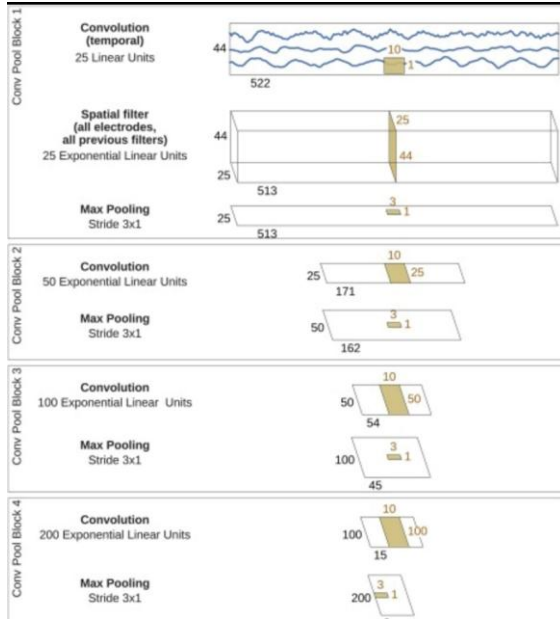 Conv Pool Block 1
Convolution
(temporal)
25 Linear Units
44
10
1
522
Spatial filter
(all electrodes,
all previous filters)
25 Exponential Linear Units
44
25
25
44
513
Max Pooling
Stride 3x1
25
3
1
513
Conv Pool Block 2
Convolution
50 Exponential Linear Units
25
10
25
171
Max Pooling
Stride 3x1
50
3
1
162
Conv Pool Block 3
Convolution
100 Exponential Linear Units
50
10
50
54
Max Pooling
Stride 3x1
100
3
1
45
Conv Pool Block 4
Convolution
200 Exponential Linear Units
100
10
100
15
Max Pooling
Stride 3x1
200
3
1